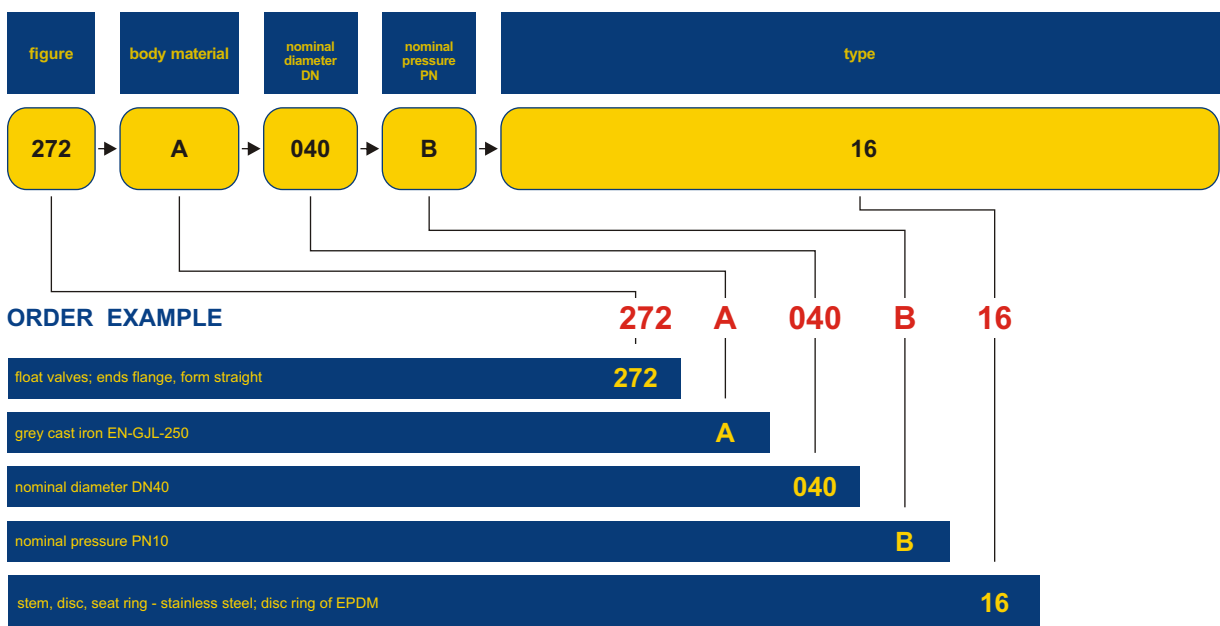 figure
body material
nominal
diameter
DN
nominal
pressure
PN
type
272
A
040
B
16
ORDER EXAMPLE
272 A 040 B 16
float valves; ends flange, form straight 272
grey cast iron EN-GJL-250 A
nominal diameter DN40 040
nominal pressure PN10 B
stem, disc, seat ring - stainless steel; disc ring of EPDM 16